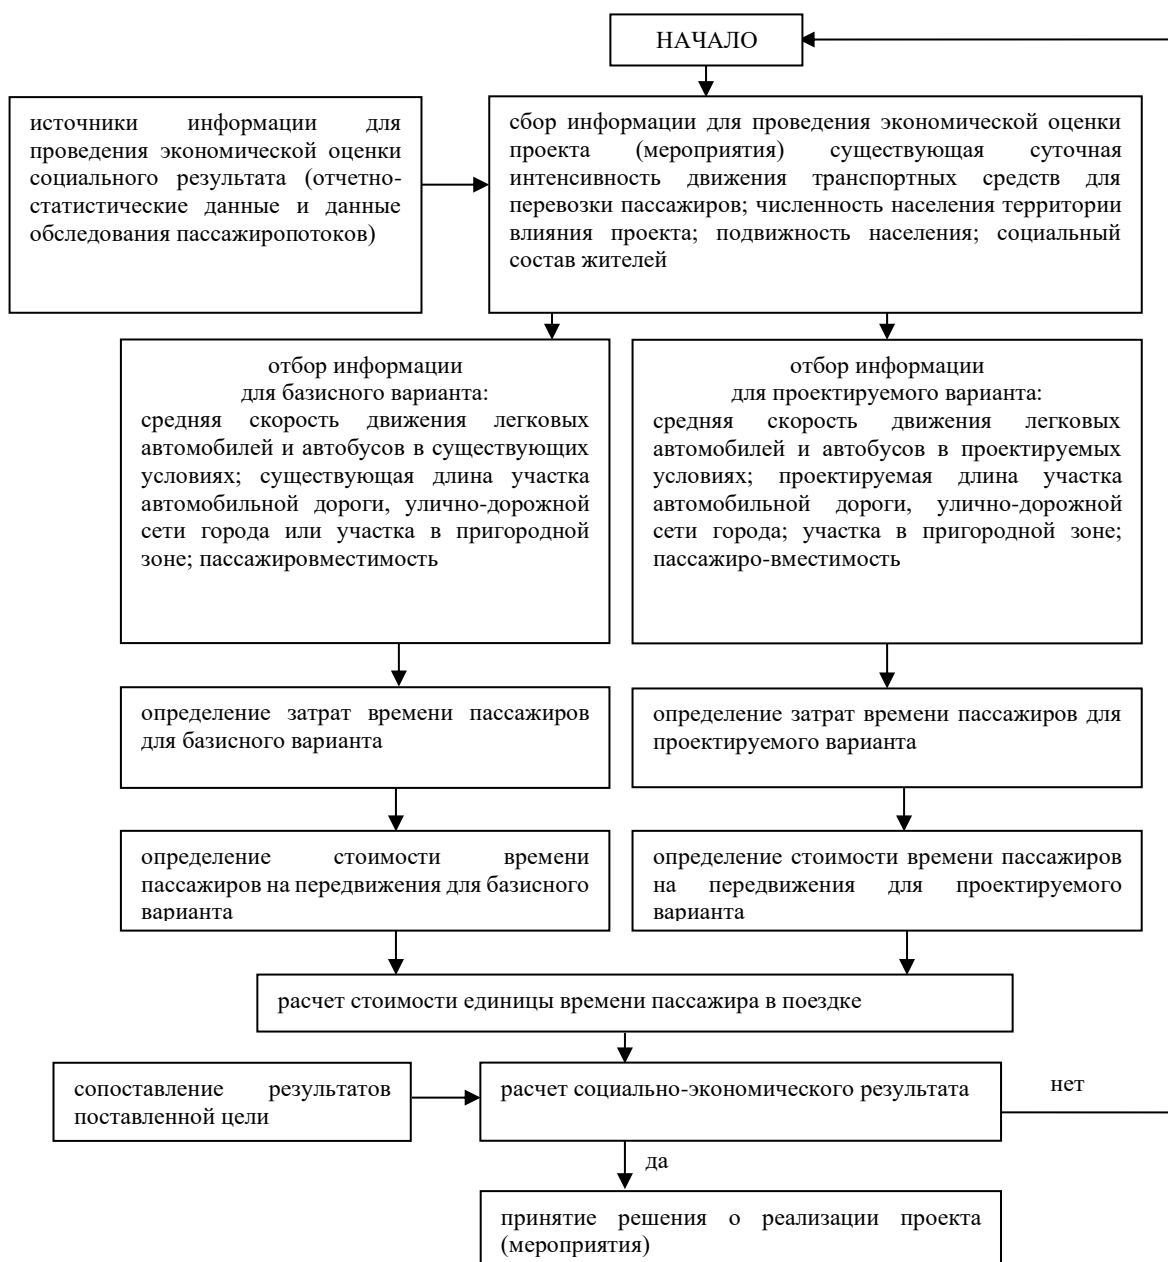 НАЧАЛО
источники информации для
проведения экономической оценки
социального результата (отчетно-
статистические данные и данные
обследования пассажиропотоков)
сбор информации для проведения экономической оценки
проекта (мероприятия) существующая суточная
интенсивность движения транспортных средств для
перевозки пассажиров; численность населения территории
влияния проекта; подвижность населения; социальный
состав жителей
отбор информации
для базисного варианта:
средняя скорость движения легковых
автомобилей и автобусов в существующих
условиях; существующая длина участка
автомобильной дороги, улично-дорожной
сети города или участка в пригородной
зоне; пассажировместимость
отбор информации
для проектируемого варианта:
средняя скорость движения легковых
автомобилей и автобусов в проектируемых
условиях; проектируемая длина участка
автомобильной дороги, улично-дорожной
сети города; участка в пригородной зоне;
пассажиро-вместимость
определение затрат времени пассажиров
для базисного варианта
определение затрат времени пассажиров для
проектируемого варианта
определение стоимости времени
пассажиров на передвижения для базисного
варианта
определение стоимости времени пассажиров
на передвижения для проектируемого
варианта
расчет стоимости единицы времени пассажира в поездке
сопоставление результатов
поставленной цели
расчет социально-экономического результата
нет
да
принятие решения о реализации проекта
(мероприятия)